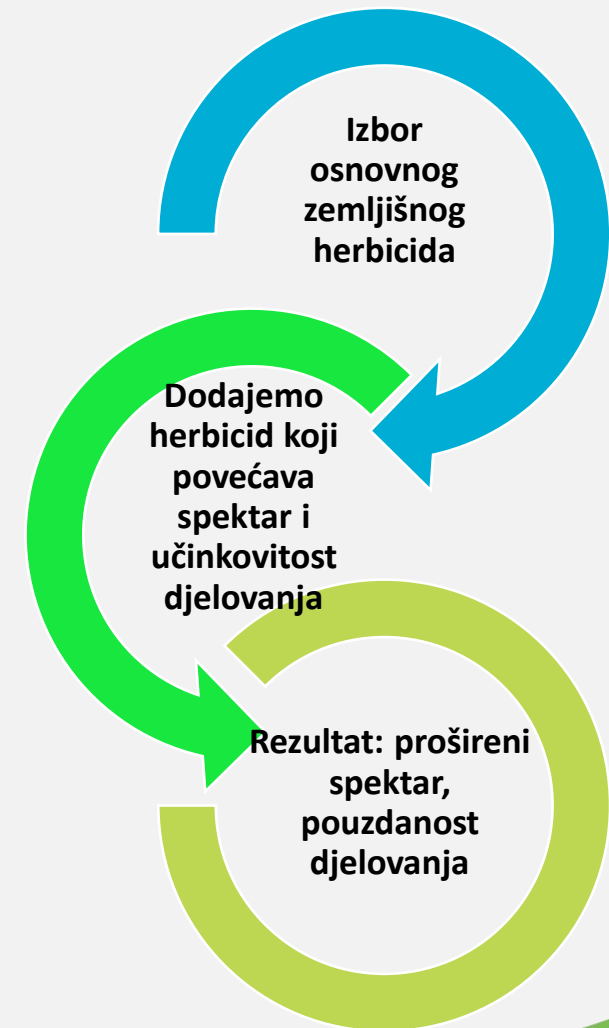 Izbor
osnovnog
zemljišnog
herbicida
Dodajemo
herbicid koji
povećava
spektar i
učinkovitost
djelovanja
Rezultat: prošireni
spektar,
pouzdanost
djelovanja